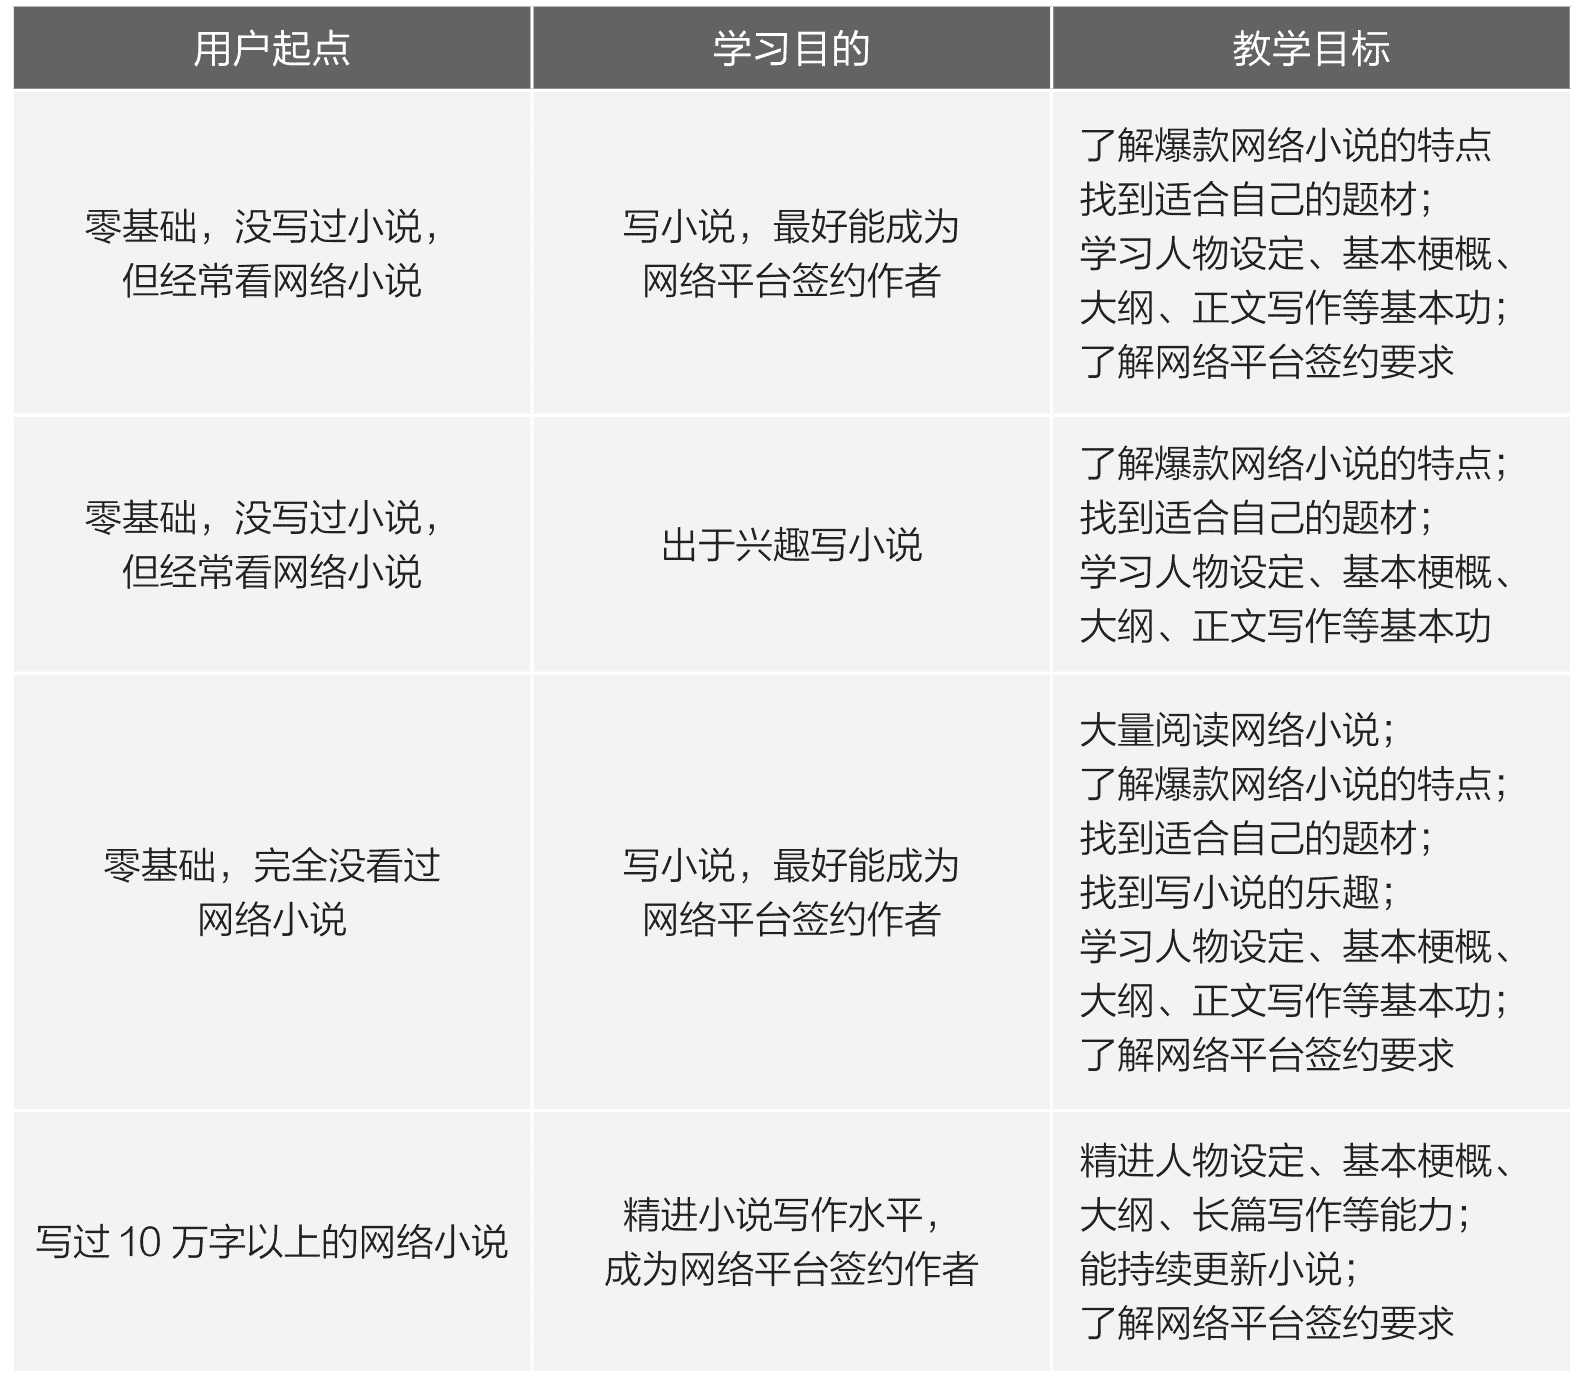 用户起点
学习目的
教学目标
零基础，没写过小说，
但经常看网络小说
写小说，最好能成为
网络平台签约作者
了解爆款网络小说的特点
找到适合自己的题材；
学习人物设定、基本梗概、
大纲、正文写作等基本功；
了解网络平台签约要求
零基础，没写过小说，
但经常看网络小说
出于兴趣写小说
了解爆款网络小说的特点；
找到适合自己的题材；
学习人物设定、基本梗概、
大纲、正文写作等基本功
零基础，完全没看过
网络小说
写小说，最好能成为
网络平台签约作者
大量阅读网络小说；
了解爆款网络小说的特点；
找到适合自己的题材；
找到写小说的乐趣；
学习人物设定、基本梗概、
大纲、正文写作等基本功；
了解网络平台签约要求
写过 10 万字以上的网络小说
精进小说写作水平，
成为网络平台签约作者
精进人物设定、基本梗概、
大纲、长篇写作等能力；
能持续更新小说；
了解网络平台签约要求